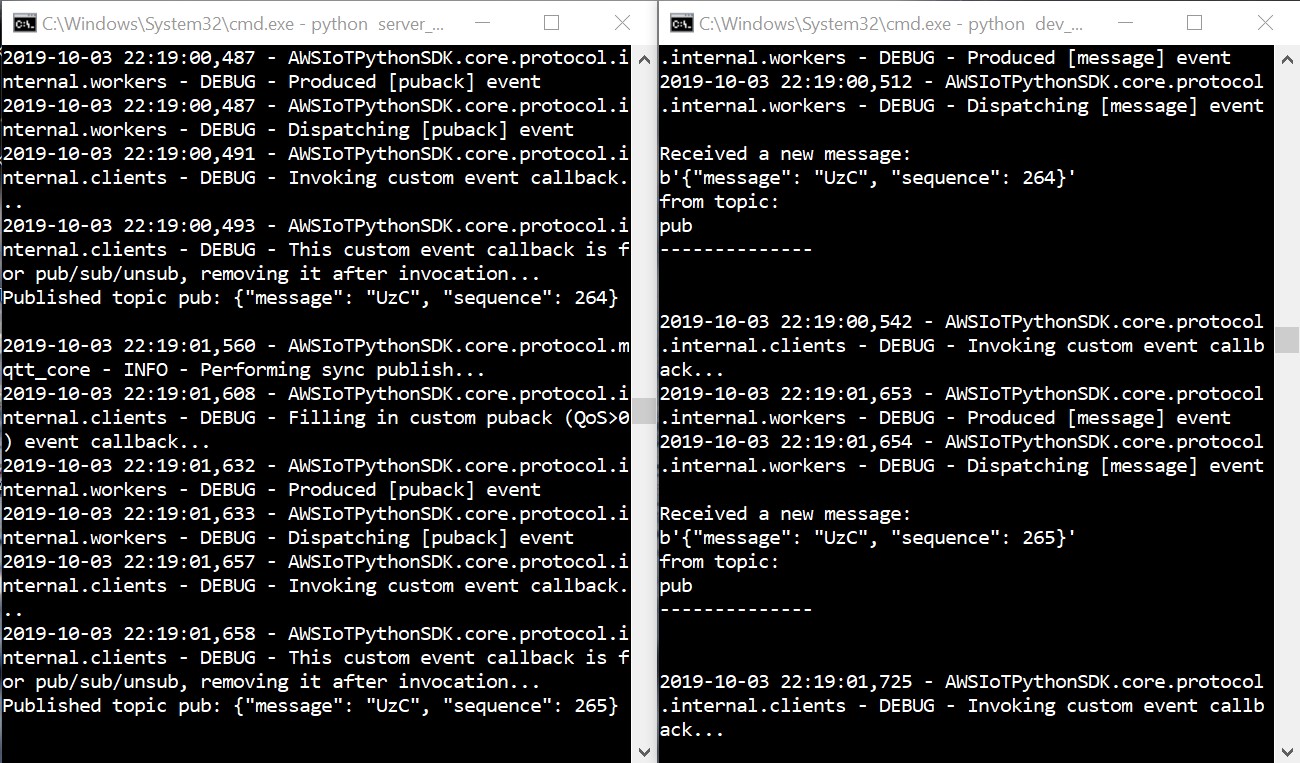 C:\Windows\System32\cmd.exe - python server_...
2019-10-03 22:19:00,487 - AWSIoTPythonSDK.core.protocol.i
nternal.workers - DEBUG - Produced [puback] event
2019-10-03 22:19:00,487 - AWSIoTPythonSDK.core.protocol.i
nternal.workers - DEBUG - Dispatching [puback] event
2019-10-03 22:19:00,491 - AWSIoTPythonSDK.core.protocol.i
nternal.clients - DEBUG - Invoking custom event callback.
..
2019-10-03 22:19:00,493 - AWSIoTPythonSDK.core.protocol.i
nternal.clients - DEBUG - This custom event callback is f
or pub/sub/unsub, removing it after invocation...
Published topic pub: {"message": "UzC", "sequence": 264}
2019-10-03 22:19:01,560 - AWSIoTPythonSDK.core.protocol.m
qtt_core - INFO - Performing sync publish...
2019-10-03 22:19:01,608 - AWSIoTPythonSDK.core.protocol.i
nternal.clients - DEBUG - Filling in custom puback (QoS>0
) event callback...
2019-10-03 22:19:01,632 - AWSIoTPythonSDK.core.protocol.i
nternal.workers - DEBUG - Produced [puback] event
2019-10-03 22:19:01,633 - AWSIoTPythonSDK.core.protocol.i
nternal.workers - DEBUG - Dispatching [puback] event
2019-10-03 22:19:01,657 - AWSIoTPythonSDK.core.protocol.i
nternal.clients - DEBUG - Invoking custom event callback.
..
2019-10-03 22:19:01,658 - AWSIoTPythonSDK.core.protocol.i
nternal.clients - DEBUG - This custom event callback is f
or pub/sub/unsub, removing it after invocation...
Published topic pub: {"message": "UzC", "sequence": 265}
C:\Windows\System32\cmd.exe - python dev_...
.internal.workers - DEBUG - Produced [message] event
2019-10-03 22:19:00,512 - AWSIoTPythonSDK.core.protocol
.internal.workers - DEBUG - Dispatching [message] event
Received a new message:
b'{"message": "UzC", "sequence": 264}'
from topic:
pub
--------------
2019-10-03 22:19:00,542 - AWSIoTPythonSDK.core.protocol
.internal.clients - DEBUG - Invoking custom event callb
ack...
2019-10-03 22:19:01,653 - AWSIoTPythonSDK.core.protocol
.internal.workers - DEBUG - Produced [message] event
2019-10-03 22:19:01,654 - AWSIoTPythonSDK.core.protocol
.internal.workers - DEBUG - Dispatching [message] event
Received a new message:
b'{"message": "UzC", "sequence": 265}'
from topic:
pub
--------------
2019-10-03 22:19:01,725 - AWSIoTPythonSDK.core.protocol
.internal.clients - DEBUG - Invoking custom event callb
ack...